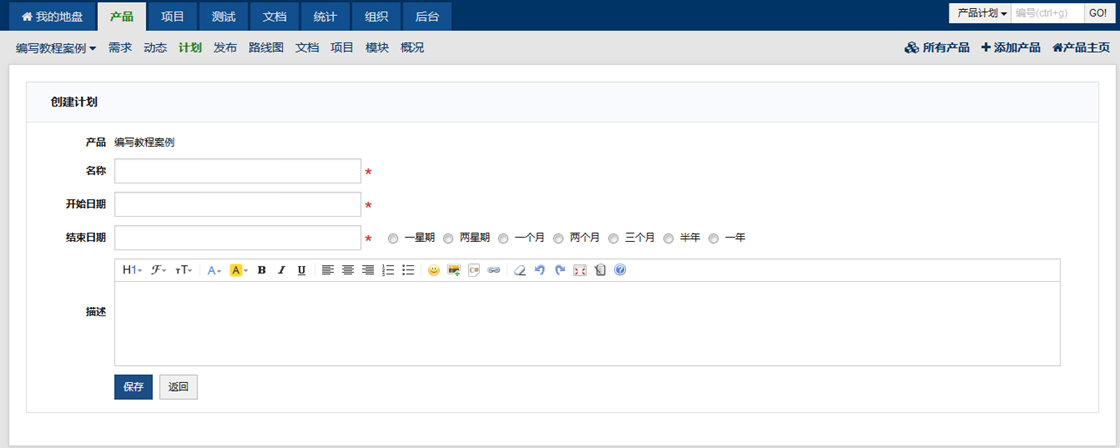 我的地盘 产品 项目 测试 文档 统计 组织 后台 产品计划 编号(ctrl+g) GO!
编写教程案例 需求 动态 计划 发布 路线图 文档 项目 模块 概况 所有产品 添加产品 产品主页
创建计划
产品 编写教程案例
名称 *
开始日期 *
结束日期 * 一星期 两星期 一个月 两个月 三个月 半年 一年
H1 F TT A A B I U
描述
保存 返回